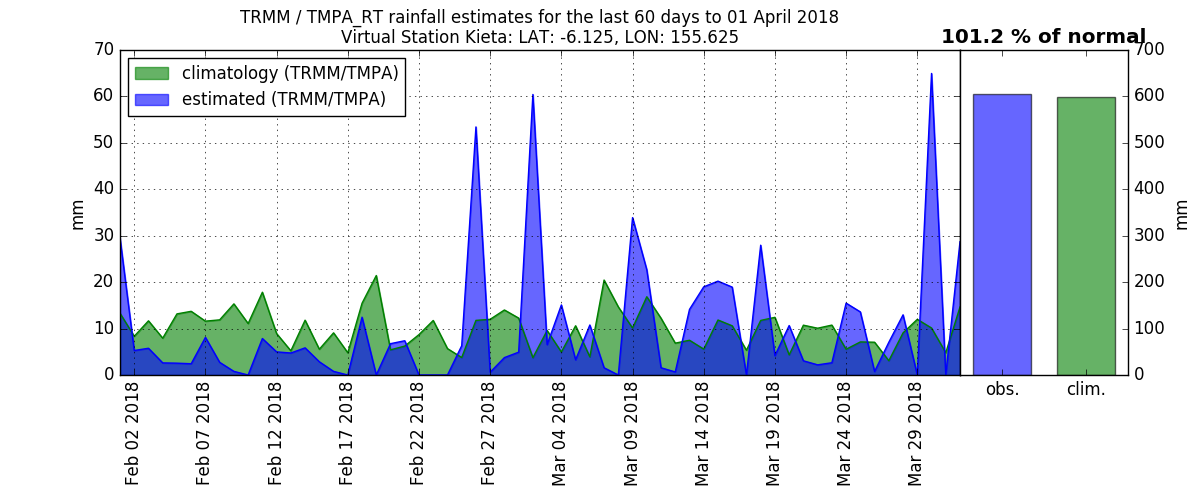 TRMM / TMPA_RT rainfall estimates for the last 60 days to 01 April 2018
Virtual Station Kieta: LAT: -6.125, LON: 155.625
101.2 % of normal
climatology (TRMM/TMPA)
estimated (TRMM/TMPA)
70
60
50
40
30
20
10
0
mm
700
600
500
400
300
200
100
0
mm
Feb 02 2018
Feb 07 2018
Feb 12 2018
Feb 17 2018
Feb 22 2018
Feb 27 2018
Mar 04 2018
Mar 09 2018
Mar 14 2018
Mar 19 2018
Mar 24 2018
Mar 29 2018
obs.
clim.